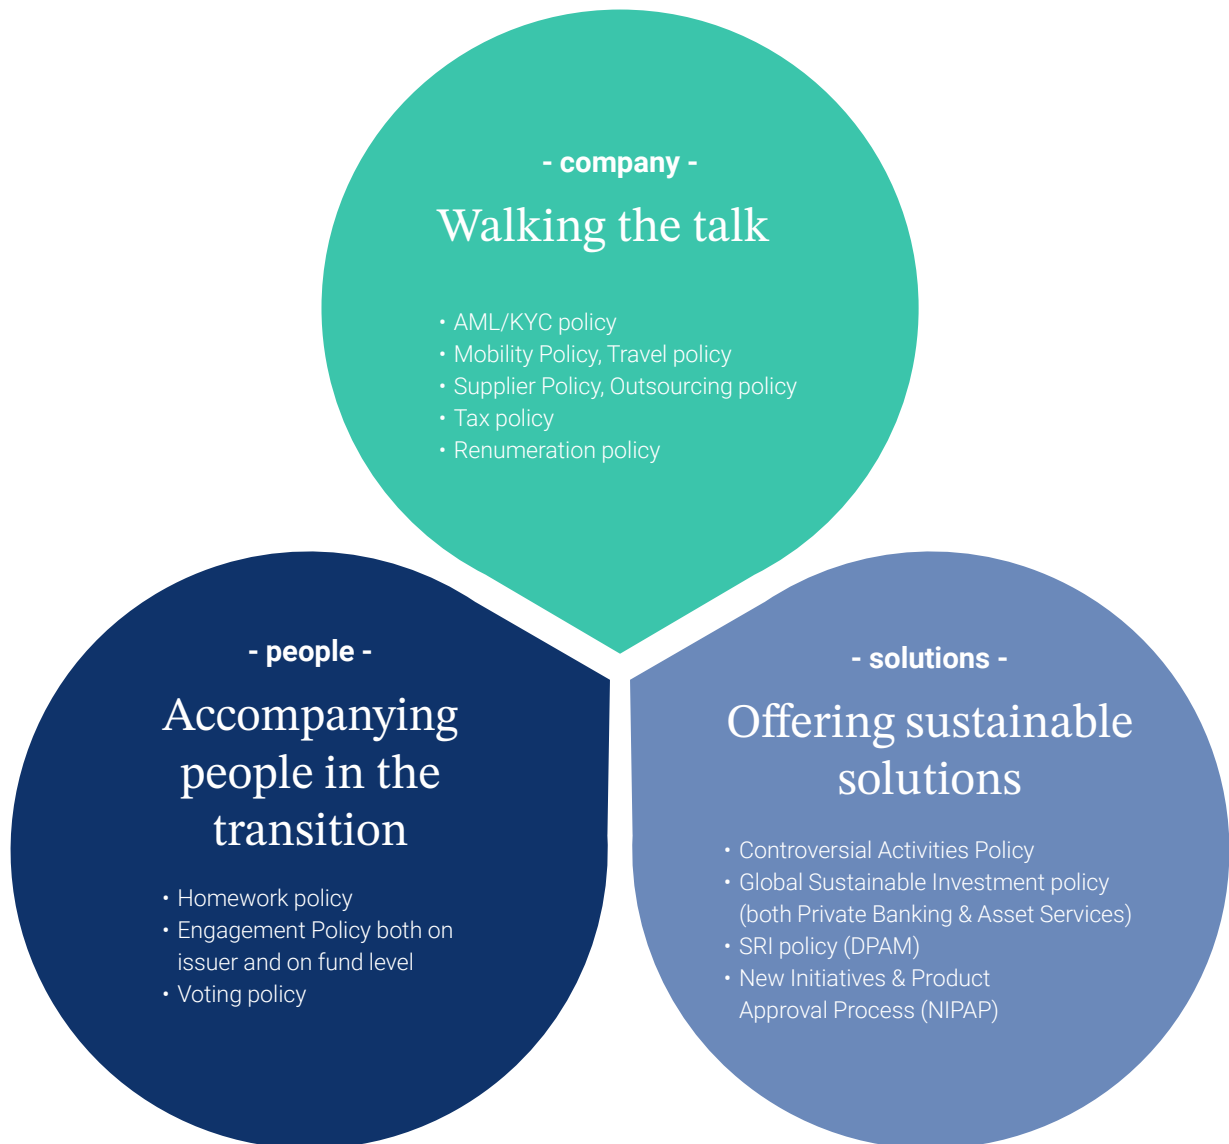 - company -
Walking the talk
• AML/KYC policy
• Mobility Policy, Travel policy
• Supplier Policy, Outsourcing policy
• Tax policy
• Renumeration policy
- people -
Accompanying
people in the
transition
• Homework policy
• Engagement Policy both on
issuer and on fund level
• Voting policy
- solutions -
Offering sustainable
solutions
• Controversial Activities Policy
• Global Sustainable Investment policy
(both Private Banking & Asset Services)
• SRI policy (DPAM)
• New Initiatives & Product
Approval Process (NIPAP)